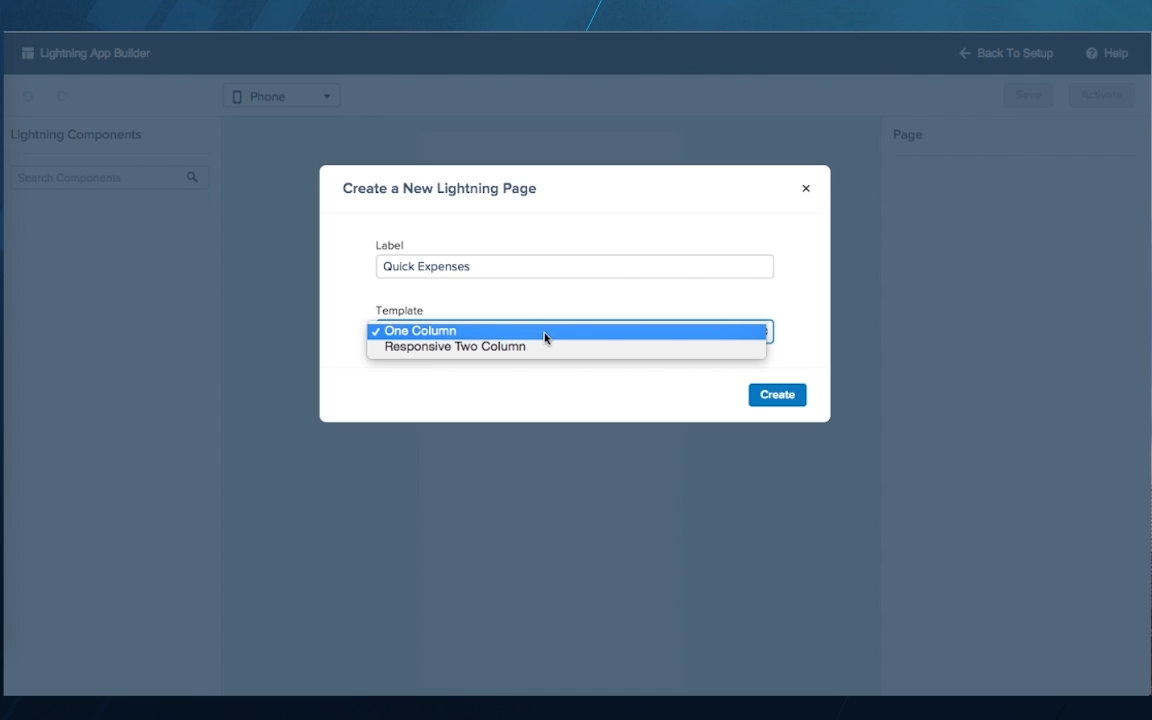 Lightning App Builder
Back To Setup
Help
Phone
Save
Activate
Lightning Components
Page
Search Components
Create a New Lightning Page
×
Label
Quick Expenses
Template
✓ One Column
Responsive Two Column
Create